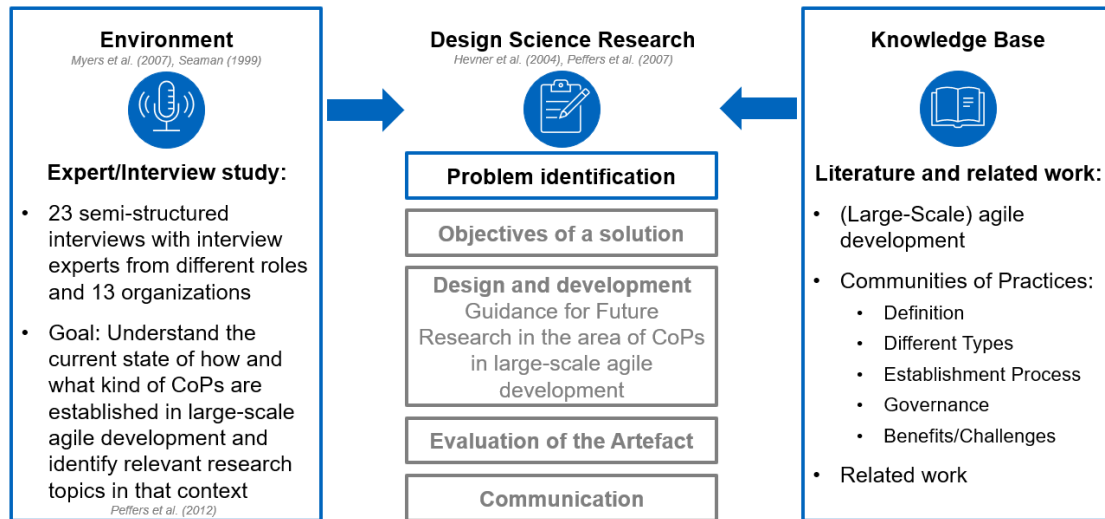 Environment
Myers et al. (2007), Seaman (1999)
Expert/Interview study:
• 23 semi-structured
interviews with interview
experts from different roles
and 13 organizations
• Goal: Understand the
current state of how and
what kind of CoPs are
established in large-scale
agile development and
identify relevant research
topics in that context
Peffers et al. (2012)
Design Science Research
Hevner et al. (2004), Peffers et al. (2007)
Problem identification
Objectives of a solution
Design and development
Guidance for Future
Research in the area of CoPs
in large-scale agile
development
Evaluation of the Artefact
Communication
Knowledge Base
Literature and related work:
• (Large-Scale) agile
development
• Communities of Practices:
• Definition
• Different Types
• Establishment Process
• Governance
• Benefits/Challenges
• Related work